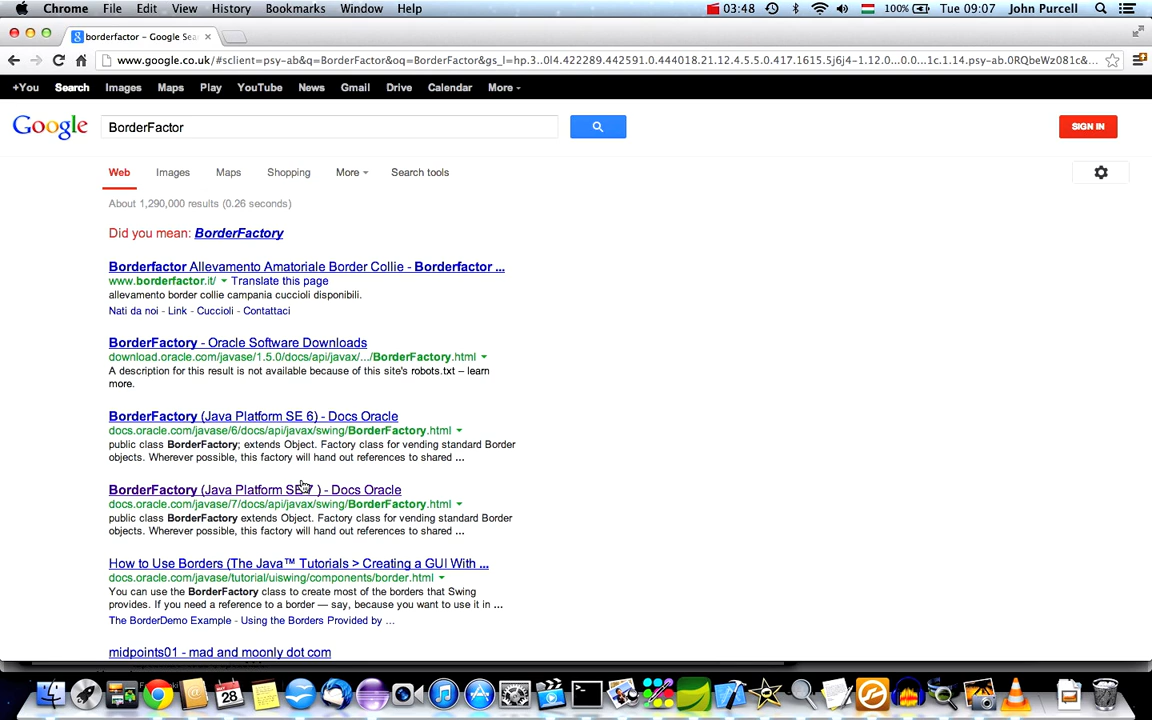 Chrome File Edit View History Bookmarks Window Help 03:48 100% Tue 09:07 John Purcell
borderfactor - Google Sea
www.google.co.uk/#sclient=psy-ab&q=BorderFactor&oq=BorderFactor&gs_l=hp.3..0l4.422289.442591.0.444018.21.12.4.5.5.0.417.1615.5j6j4-1.12.0...0.0...1c.1.14.psy-ab.0RQbeWz081c&...
+You Search Images Maps Play YouTube News Gmail Drive Calendar More
Google BorderFactor SIGN IN
Web Images Maps Shopping More Search tools
About 1,290,000 results (0.26 seconds)
Did you mean: BorderFactory
Borderfactor Allevamento Amatoriale Border Collie - Borderfactor ...
www.borderfactor.it/ Translate this page
allevamento border collie campania cuccioli disponibili.
Nati da noi - Link - Cuccioli - Contattaci
BorderFactory - Oracle Software Downloads
download.oracle.com/javase/1.5.0/docs/api/javax/.../BorderFactory.html
A description for this result is not available because of this site's robots.txt – learn
more.
BorderFactory (Java Platform SE 6) - Docs Oracle
docs.oracle.com/javase/6/docs/api/javax/swing/BorderFactory.html
public class BorderFactory; extends Object. Factory class for vending standard Border
objects. Wherever possible, this factory will hand out references to shared ...
BorderFactory (Java Platform SE 7 ) - Docs Oracle
docs.oracle.com/javase/7/docs/api/javax/swing/BorderFactory.html
public class BorderFactory extends Object. Factory class for vending standard Border
objects. Wherever possible, this factory will hand out references to shared ...
How to Use Borders (The Java™ Tutorials > Creating a GUI With ...
docs.oracle.com/javase/tutorial/uiswing/components/border.html
You can use the BorderFactory class to create most of the borders that Swing
provides. If you need a reference to a border — say, because you want to use it in ...
The BorderDemo Example - Using the Borders Provided by ...
midpoints01 - mad and moonly dot com
28